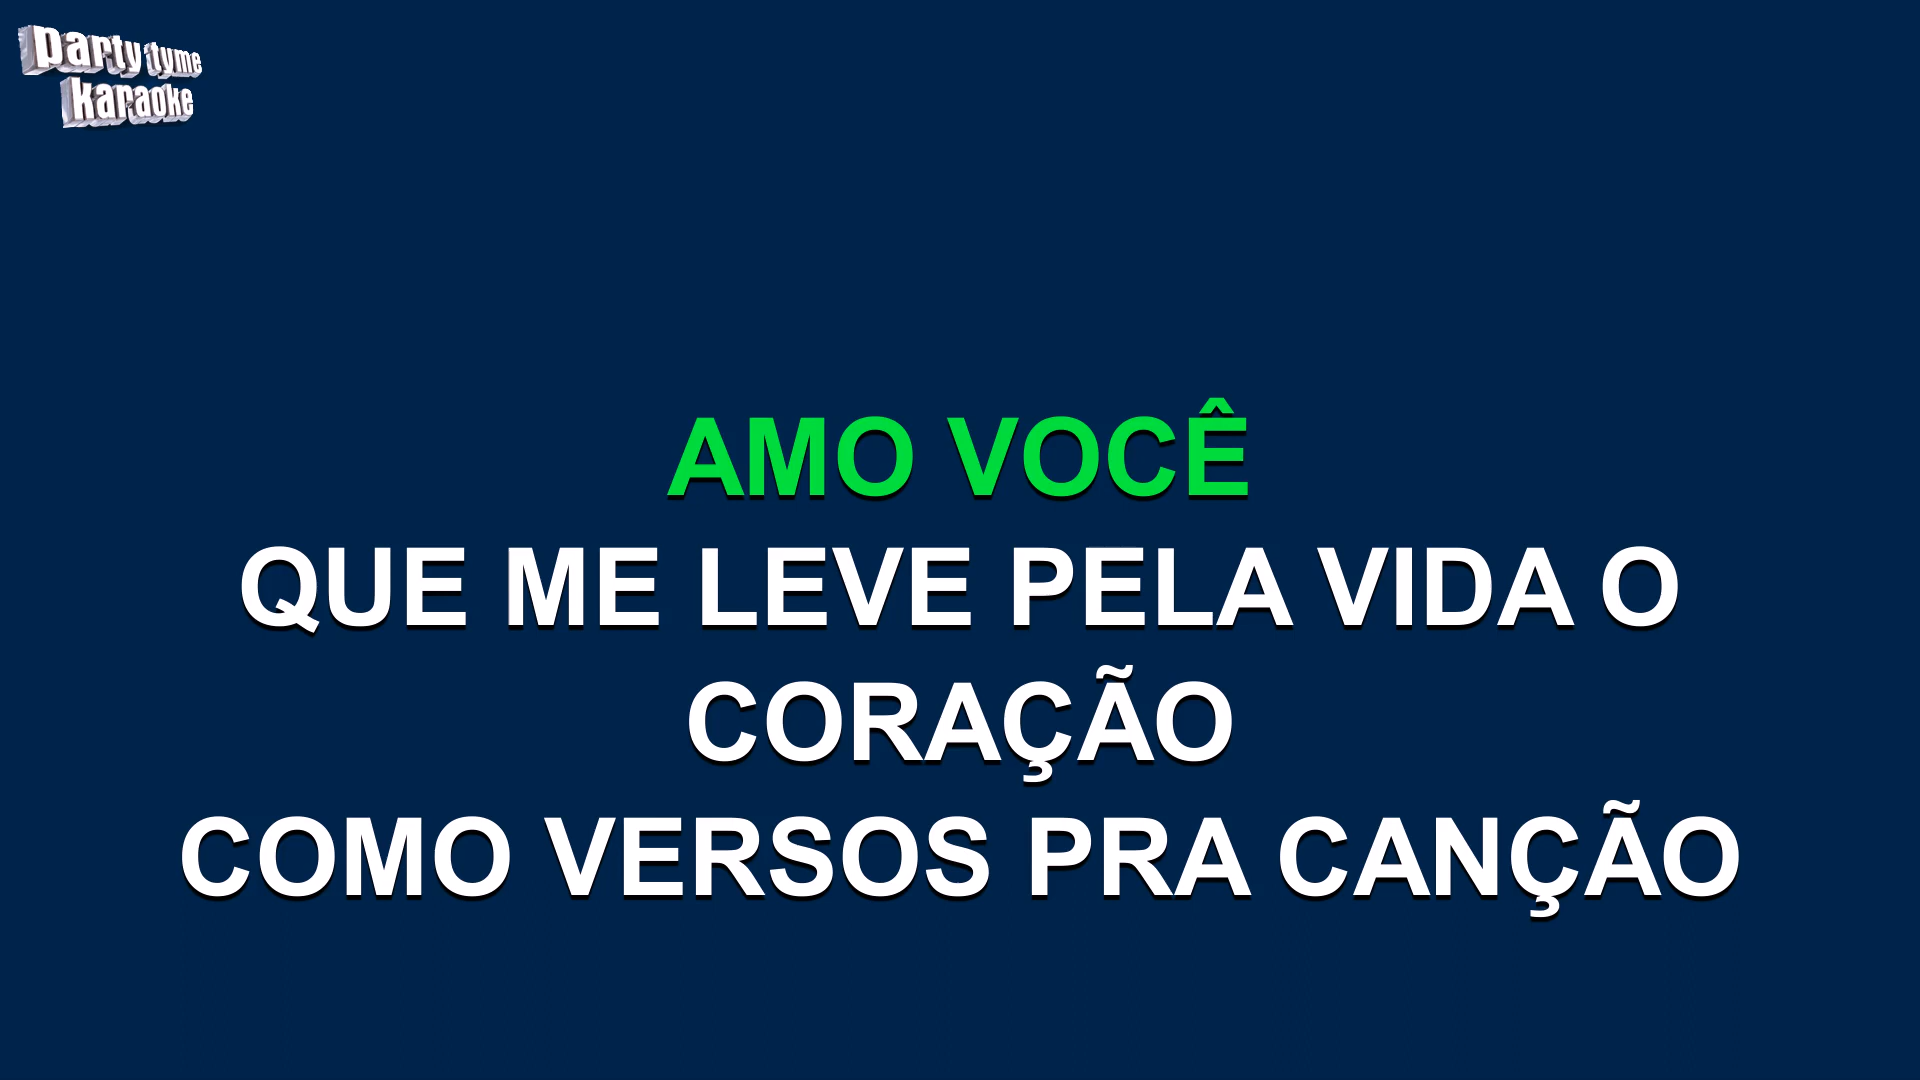 party tyme
karaoke
AMO VOCÊ
QUE ME LEVE PELA VIDA O
CORAÇÃO
COMO VERSOS PRA CANÇÃO